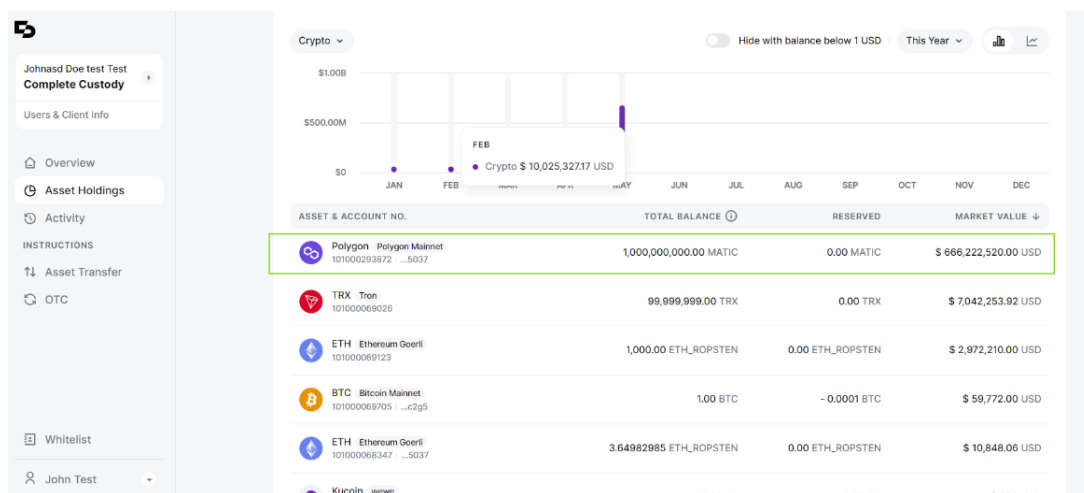 Johnasd Doe test Test
Complete Custody
Users & Client Info
Overview
Asset Holdings
Activity
INSTRUCTIONS
Asset Transfer
OTC
Whitelist
John Test
Crypto
Hide with balance below 1 USD
This Year
$1.00B
$500.00M
$0
FEB
Crypto $ 10,025,327.17 USD
JAN FEB MAR APR MAY JUN JUL AUG SEP OCT NOV DEC
ASSET & ACCOUNT NO. TOTAL BALANCE RESERVED MARKET VALUE
Polygon Polygon Mainnet
101000293872 ...5037
1,000,000,000.00 MATIC 0.00 MATIC $ 666,222,520.00 USD
TRX Tron
101000069026
99,999,999.00 TRX 0.00 TRX $ 7,042,253.92 USD
ETH Ethereum Goerli
101000069123
1,000.00 ETH_ROPSTEN 0.00 ETH_ROPSTEN $ 2,972,210.00 USD
BTC Bitcoin Mainnet
101000069705 ...c2g5
1.00 BTC - 0.0001 BTC $ 59,772.00 USD
ETH Ethereum Goerli
101000068347 ...5037
3.64982985 ETH_ROPSTEN 0.00 ETH_ROPSTEN $ 10,848.06 USD
Kucoin wewe